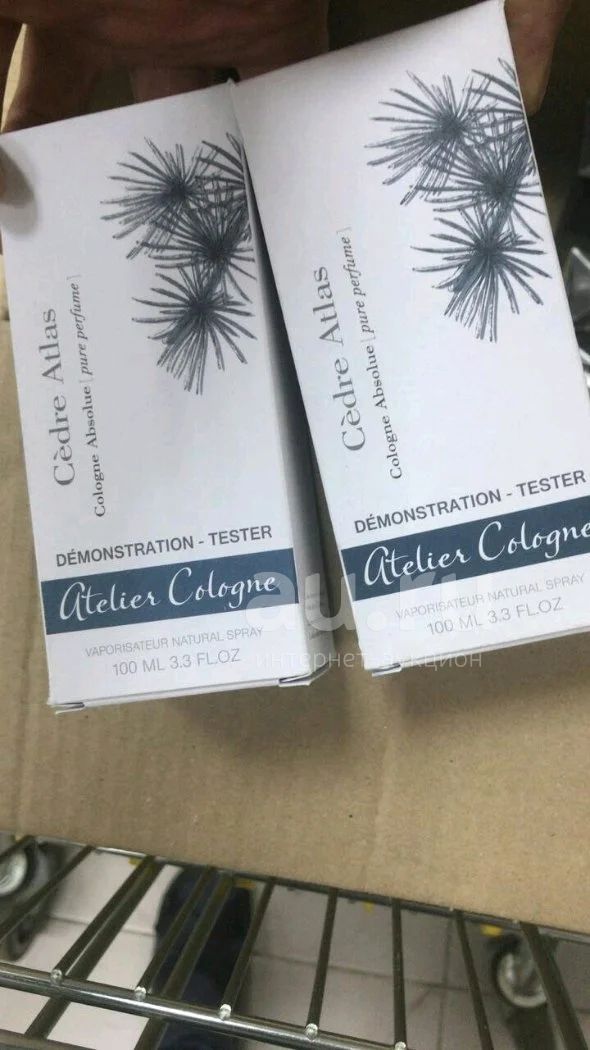 Cèdre Atlas
Cologne Absolue | pure perfume |
DÉMONSTRATION - TESTER
Atelier Cologne
VAPORISATEUR NATURAL SPRAY
100 ML 3.3 FL.OZ
Cèdre Atlas
Cologne Absolue | pure perfume |
DÉMONSTRATION - TESTER
Atelier Cologne
VAPORISATEUR NATURAL SPRAY
100 ML 3.3 FL.OZ
au.ru
интернет-аукцион